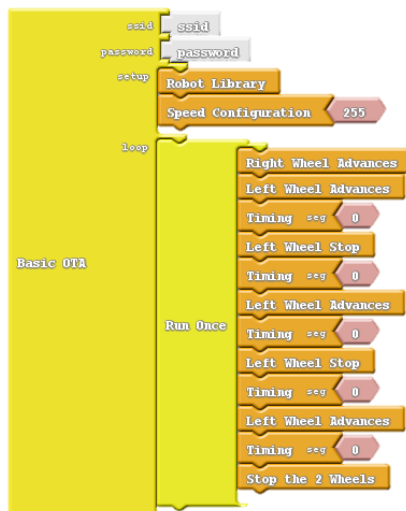 ssid ssid
password password
setup
Robot Library
Speed Configuration 255
loop
Right Wheel Advances
Left Wheel Advances
Timing seg 0
Left Wheel Stop
Timing seg 0
Basic OTA
Left Wheel Advances
Run Once
Timing seg 0
Left Wheel Stop
Timing seg 0
Left Wheel Advances
Timing seg 0
Stop the 2 Wheels